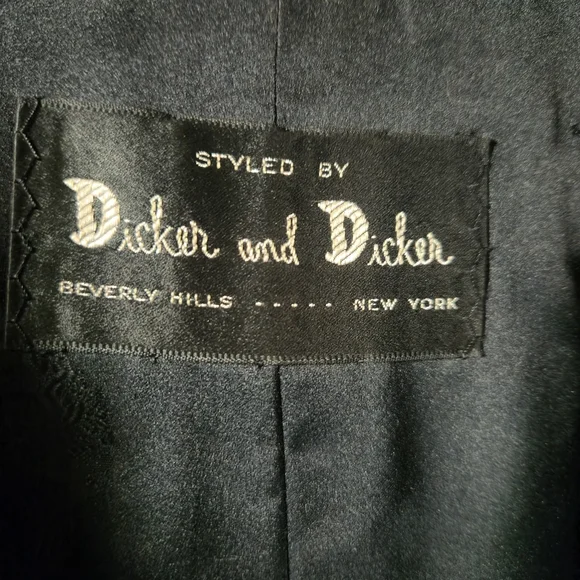 STYLED BY
Dicker and Dicker
BEVERLY HILLS ..... NEW YORK